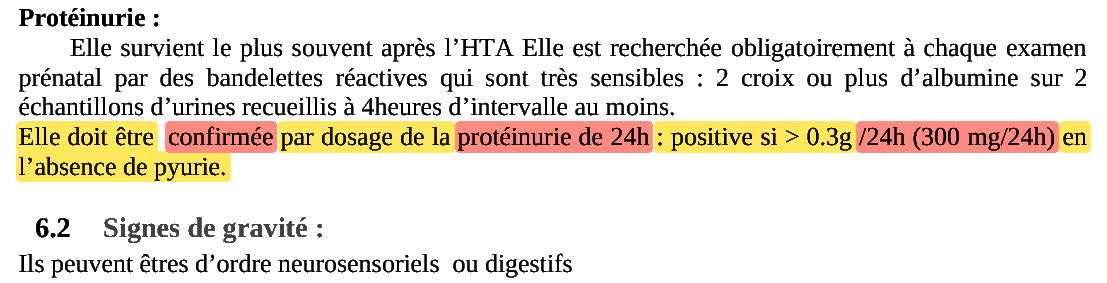 Protéinurie :
Elle survient le plus souvent après l’HTA Elle est recherchée obligatoirement à chaque examen
prénatal par des bandelettes réactives qui sont très sensibles : 2 croix ou plus d’albumine sur 2
échantillons d’urines recueillis à 4heures d’intervalle au moins.
Elle doit être confirmée par dosage de la protéinurie de 24h : positive si > 0.3g /24h (300 mg/24h) en
l’absence de pyurie.
6.2 Signes de gravité :
Ils peuvent êtres d’ordre neurosensoriels ou digestifs